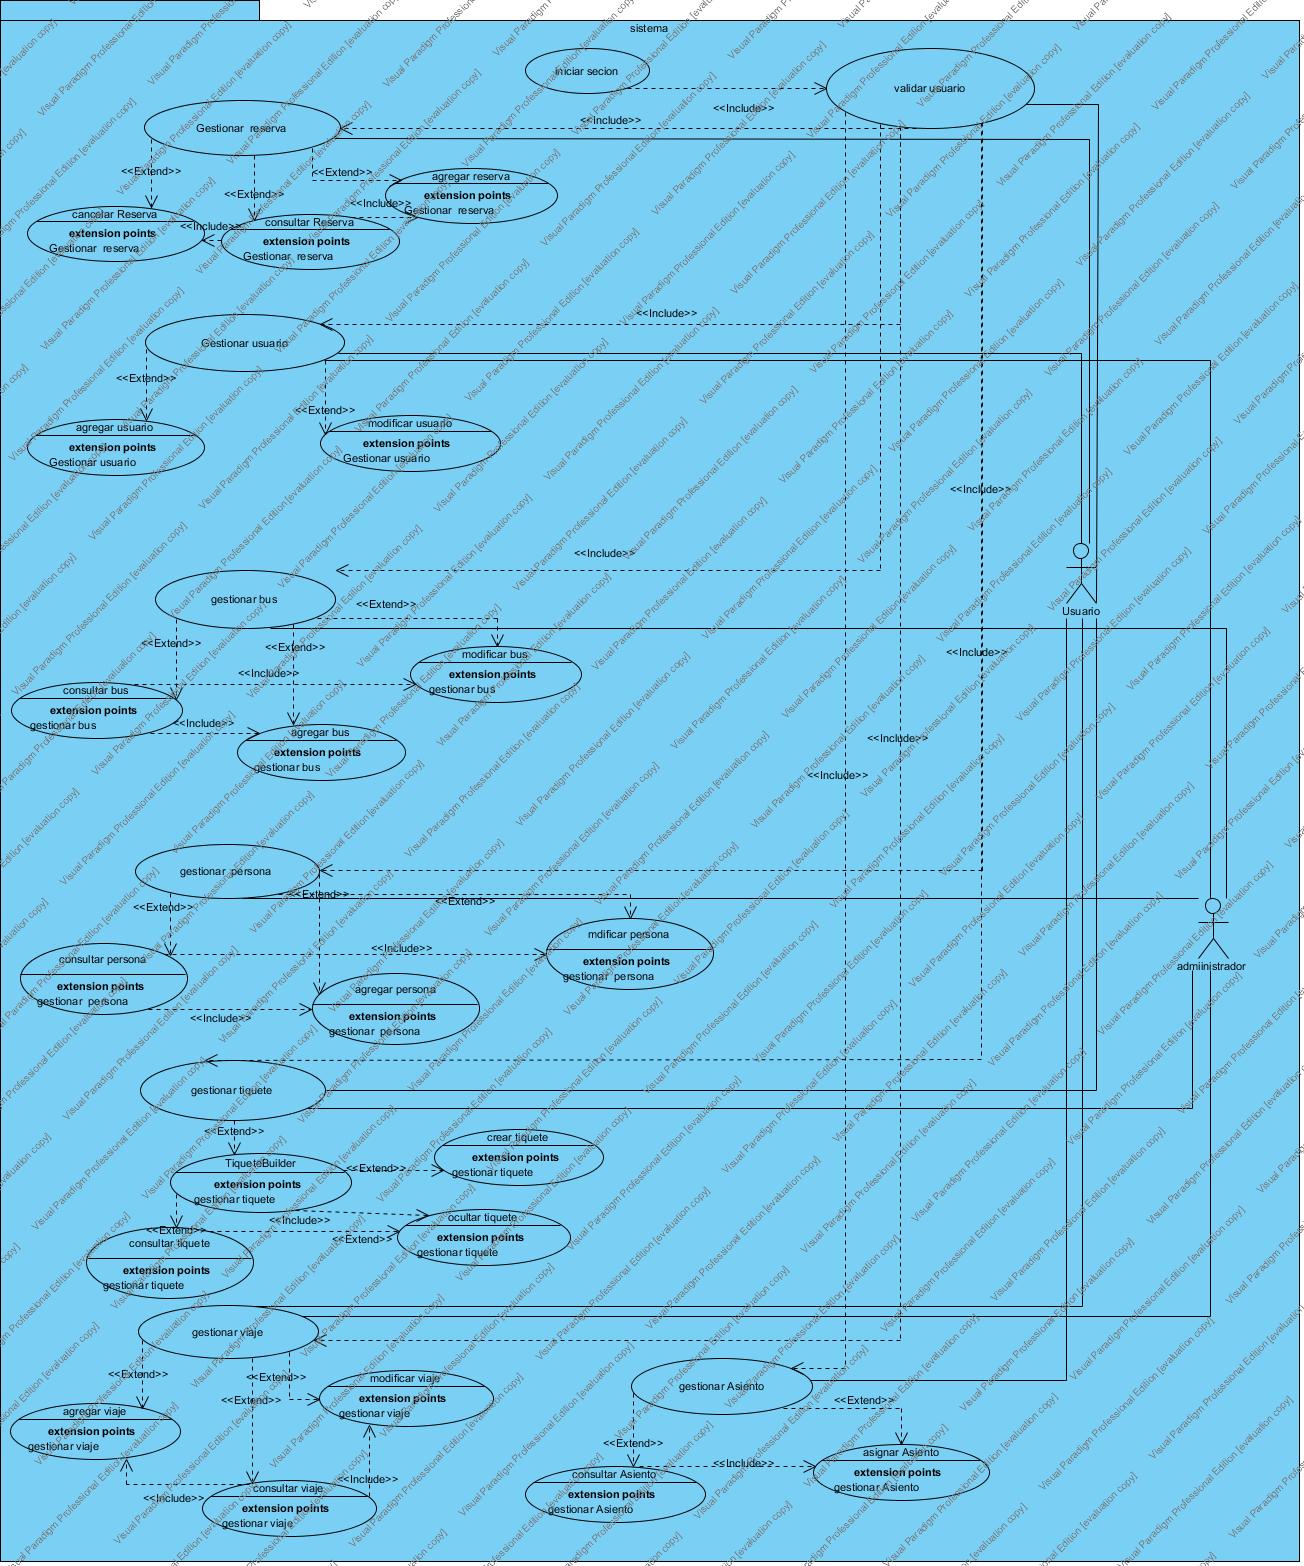 sistema
iniciar secion
validar usuario
<<Include>>
<<Include>>
Gestionar  reserva
<<Extend>>
<<Extend>>
<<Extend>>
agregar reserva
extension points
Gestionar  reserva
<<Include>>
cancelar Reserva
extension points
Gestionar  reserva
<<Include>>
consultar Reserva
extension points
Gestionar  reserva
<<Include>>
Gestionar usuario
<<Extend>>
<<Extend>>
agregar usuario
extension points
Gestionar usuario
modificar usuario
extension points
Gestionar usuario
<<Include>>
<<Include>>
gestionar bus
<<Extend>>
Usuario
<<Extend>>
<<Extend>>
<<Include>>
modificar bus
extension points
gestionar bus
<<Include>>
consultar bus
extension points
gestionar bus
<<Include>>
agregar bus
extension points
gestionar bus
<<Include>>
<<Include>>
gestionar  persona
<<Extend>>
<<Extend>>
<<Extend>>
mdificar persona
extension points
gestionar  persona
<<Include>>
consultar persona
extension points
gestionar  persona
admiinistrador
agregar persona
extension points
gestionar  persona
<<Include>>
gestionar tiquete
<<Extend>>
crear tiquete
extension points
gestionar tiquete
TiqueteBuilder
extension points
gestionar tiquete
<<Extend>>
<<Include>>
ocultar tiquete
extension points
gestionar tiquete
<<Extend>>
<<Extend>>
consultar tiquete
extension points
gestionar tiquete
gestionar viaje
<<Extend>>
<<Extend>>
<<Extend>>
modificar viaje
extension points
gestionar viaje
gestionar Asiento
<<Extend>>
agregar viaje
extension points
gestionar viaje
<<Extend>>
asignar Asiento
extension points
gestionar Asiento
<<Include>>
<<Include>>
consultar Asiento
extension points
gestionar Asiento
<<Include>>
consultar viaje
extension points
gestionar viaje
Visual Paradigm Professional Edition [evaluation copy]